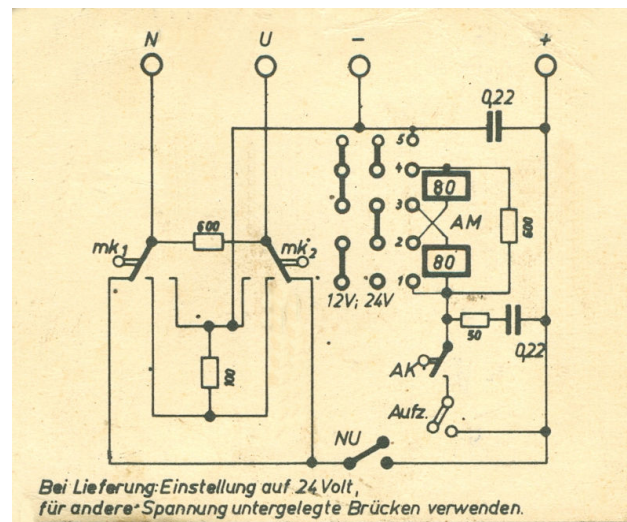 N U - +
0,22
5
4
80
3
600
AM
600
mk1
mk2
2
80
1
12V; 24V
50
0,22
100
AK
Aufz.
NU
Bei Lieferung: Einstellung auf 24 Volt,
für andere Spannung untergelegte Brücken verwenden.